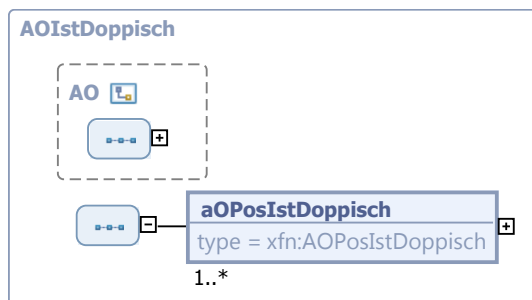 AOIstDoppisch
AO
aOPosIstDoppisch
type = xfn:AOPosIstDoppisch
1..*